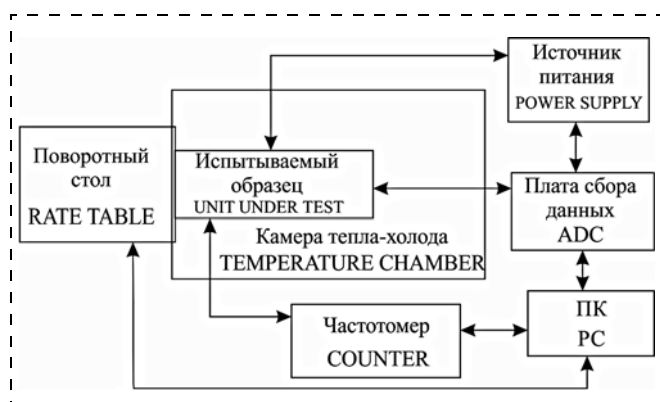 Источник
питания
POWER SUPPLY
Поворотный
стол
RATE TABLE
Испытываемый
образец
UNIT UNDER TEST
Плата сбора
данных
ADC
Камера тепла-холода
TEMPERATURE CHAMBER
Частотомер
COUNTER
ПК
PC